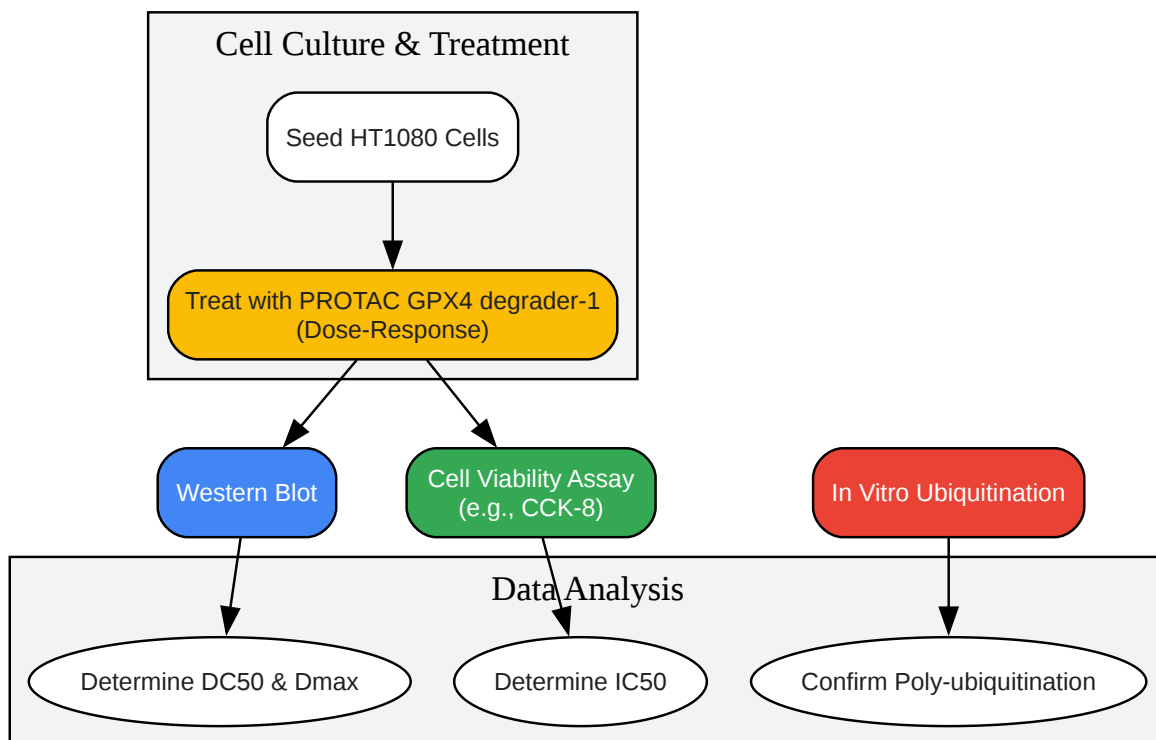 Cell Culture & Treatment
Seed HT1080 Cells
Treat with PROTAC GPX4 degrader-1
(Dose-Response)
Western Blot
Cell Viability Assay
(e.g., CCK-8)
In Vitro Ubiquitination
Data Analysis
Determine DC50 & Dmax
Determine IC50
Confirm Poly-ubiquitination